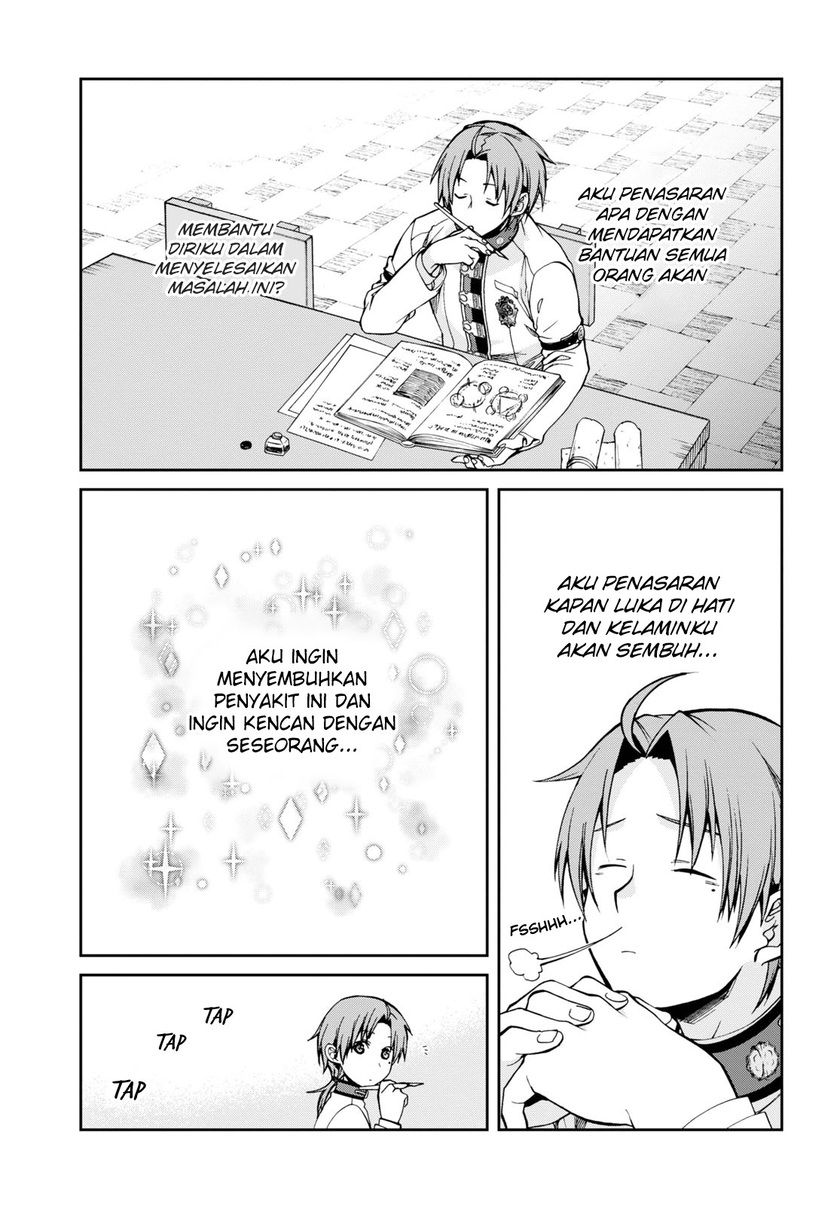 AKU PENASARAN
APA DENGAN
MENDAPATKAN
BANTUAN SEMUA
ORANG AKAN
MEMBANTU
DIRIKU DALAM
MENYELESAIKAN
MASALAH INI?
AKU PENASARAN
KAPAN LUKA DI HATI
DAN KELAMINKU
AKAN SEMBUH...
FSSHHH...
AKU INGIN
MENYEMBUHKAN
PENYAKIT INI DAN
INGIN KENCAN DENGAN
SESEORANG...
TAP
TAP
TAP